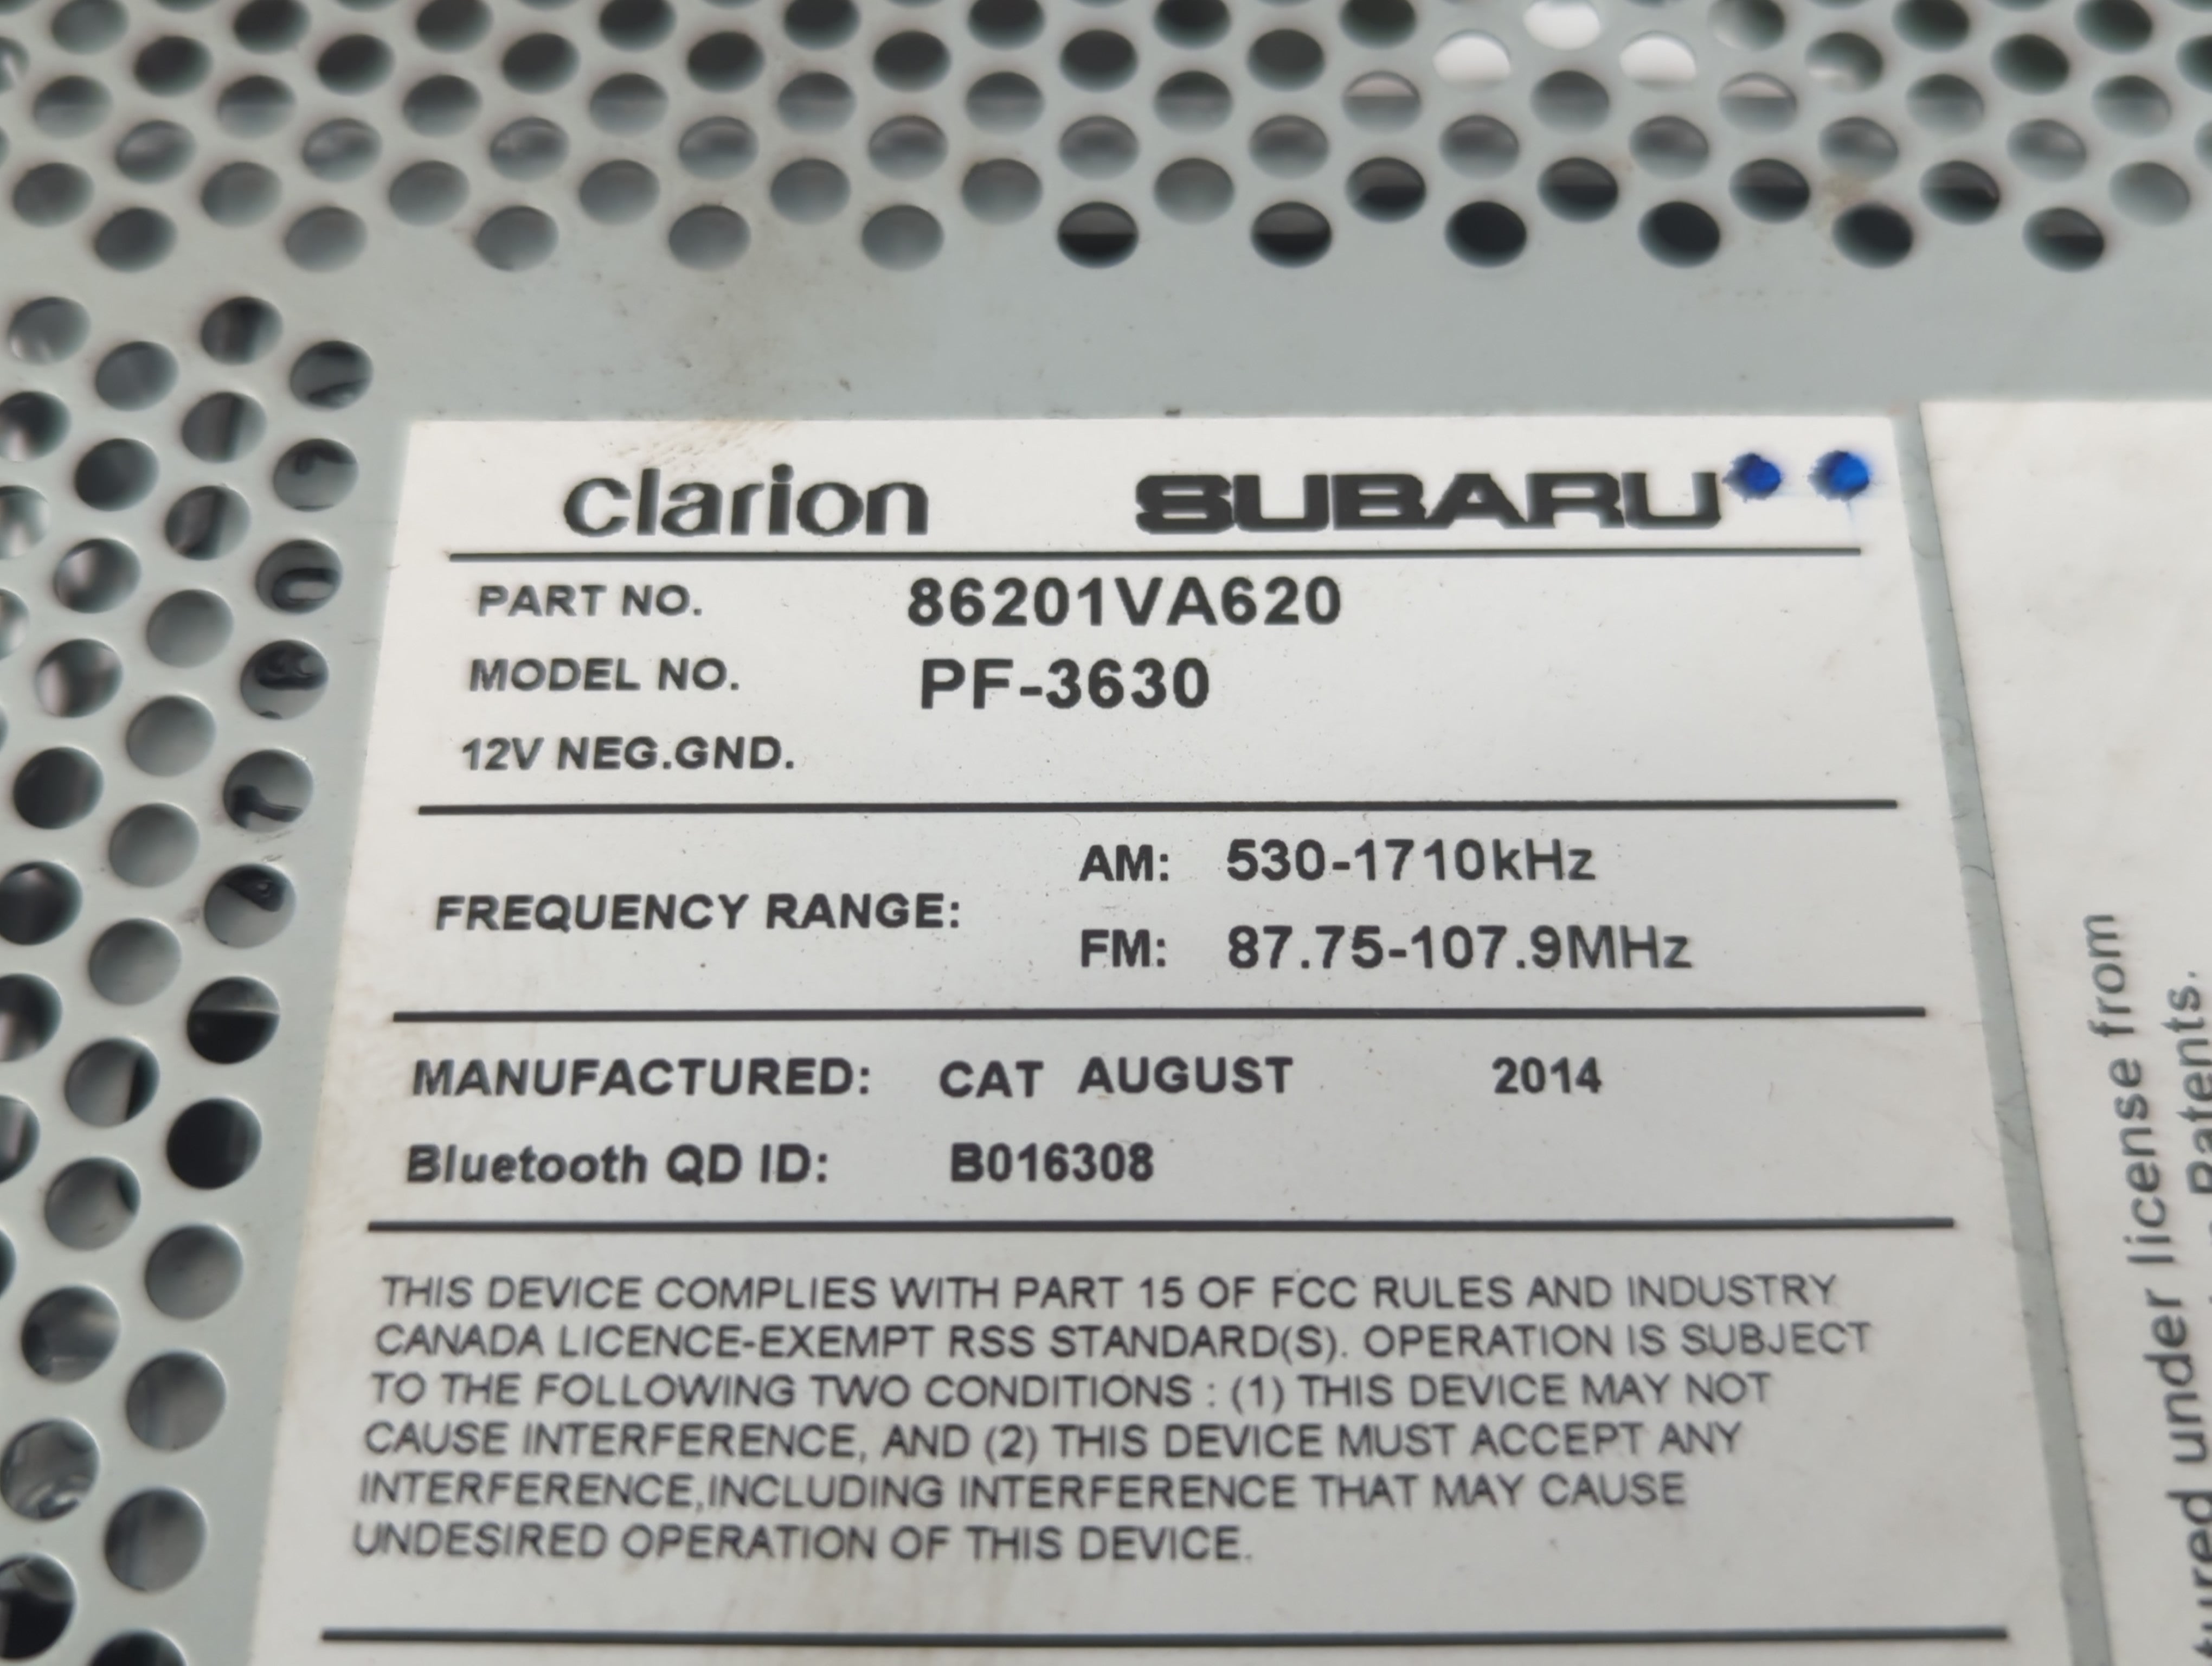 clarion SUBARU
PART NO. 86201VA620
MODEL NO. PF-3630
12V NEG.GND.
FREQUENCY RANGE: AM: 530-1710kHz
FM: 87.75-107.9MHz
MANUFACTURED: CAT AUGUST 2014
Bluetooth QD ID: B016308
THIS DEVICE COMPLIES WITH PART 15 OF FCC RULES AND INDUSTRY
CANADA LICENCE-EXEMPT RSS STANDARD(S). OPERATION IS SUBJECT
TO THE FOLLOWING TWO CONDITIONS : (1) THIS DEVICE MAY NOT
CAUSE INTERFERENCE, AND (2) THIS DEVICE MUST ACCEPT ANY
INTERFERENCE,INCLUDING INTERFERENCE THAT MAY CAUSE
UNDESIRED OPERATION OF THIS DEVICE.
under license from
Patents.